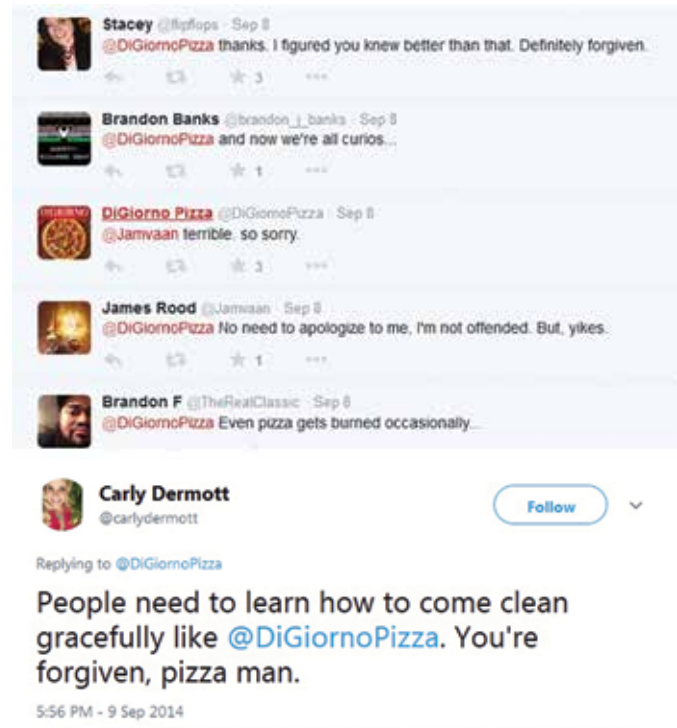 Stacey @flipflops · Sep 8
@DiGiornoPizza thanks. I figured you knew better than that. Definitely forgiven.
3
Brandon Banks @brandon_j_banks · Sep 8
@DiGiornoPizza and now we're all curios...
1
DiGiorno Pizza @DiGiornoPizza · Sep 8
@Jamvaan terrible. so sorry.
3
James Rood @Jamvaan · Sep 8
@DiGiornoPizza No need to apologize to me, I'm not offended. But, yikes.
1
Brandon F @TheRealClassic · Sep 8
@DiGiornoPizza Even pizza gets burned occasionally...
Carly Dermott
@carlydermott
Follow
Replying to @DiGiornoPizza
People need to learn how to come clean
gracefully like @DiGiornoPizza. You're
forgiven, pizza man.
5:56 PM - 9 Sep 2014